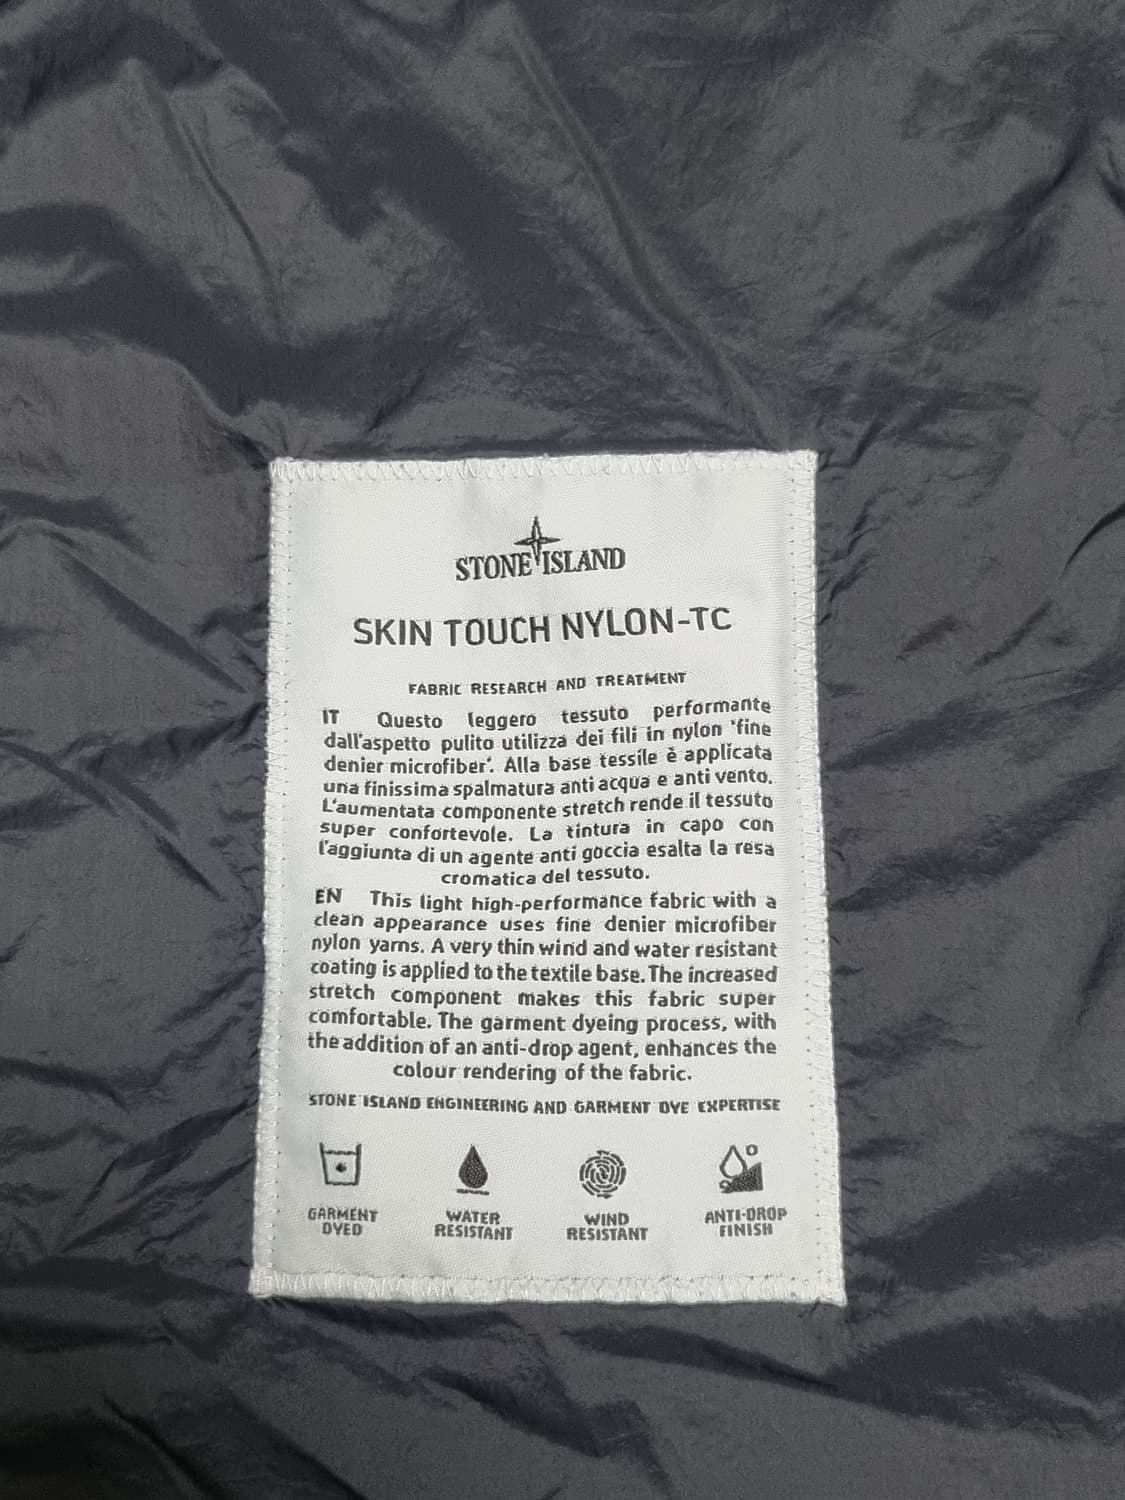 STONE ISLAND
SKIN TOUCH NYLON-TC
FABRIC RESEARCH AND TREATMENT
IT Questo leggero tessuto performante
dall'aspetto pulito utilizza dei fili in nylon 'fine
denier microfiber'. Alla base tessile è applicata
una finissima spalmatura anti acqua e anti vento.
L'aumentata componente stretch rende il tessuto
super confortevole. La tintura in capo con
l'aggiunta di un agente anti goccia esalta la resa
cromatica del tessuto.
EN This light high-performance fabric with a
clean appearance uses fine denier microfiber
nylon yarns. A very thin wind and water resistant
coating is applied to the textile base. The increased
stretch component makes this fabric super
comfortable. The garment dyeing process, with
the addition of an anti-drop agent, enhances the
colour rendering of the fabric.
STONE ISLAND ENGINEERING AND GARMENT DYE EXPERTISE
GARMENT DYED
WATER RESISTANT
WIND RESISTANT
ANTI-DROP FINISH